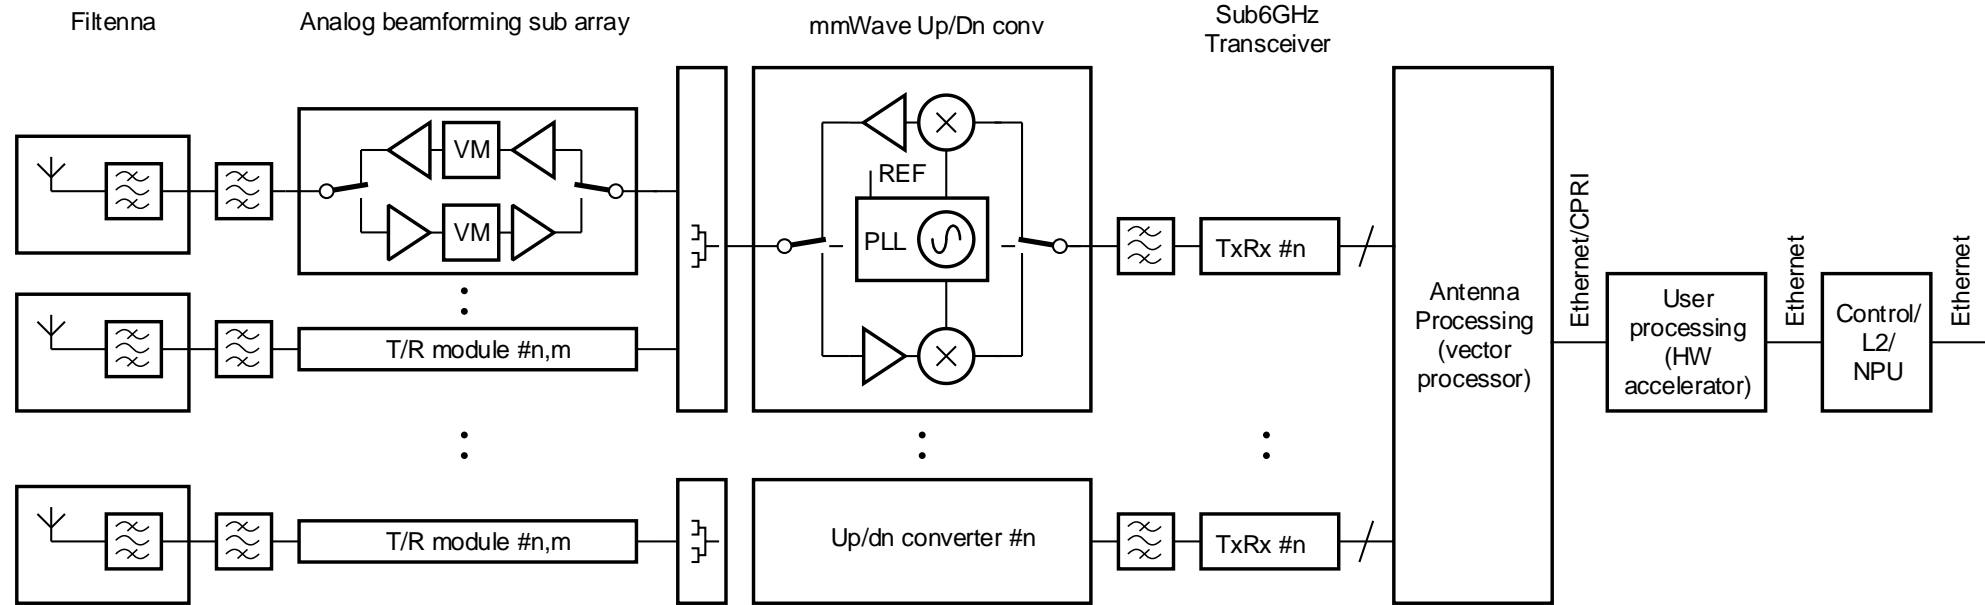 Filtenna
Analog beamforming sub array
mmWave Up/Dn conv
Sub6GHz
Transceiver
VM
VM
REF
PLL
TxRx #n
T/R module #n,m
Antenna
Processing
(vector
processor)
Ethernet/CPRI
User
processing
(HW
accelerator)
Ethernet
Control/
L2/
NPU
Ethernet
T/R module #n,m
Up/dn converter #n
TxRx #n